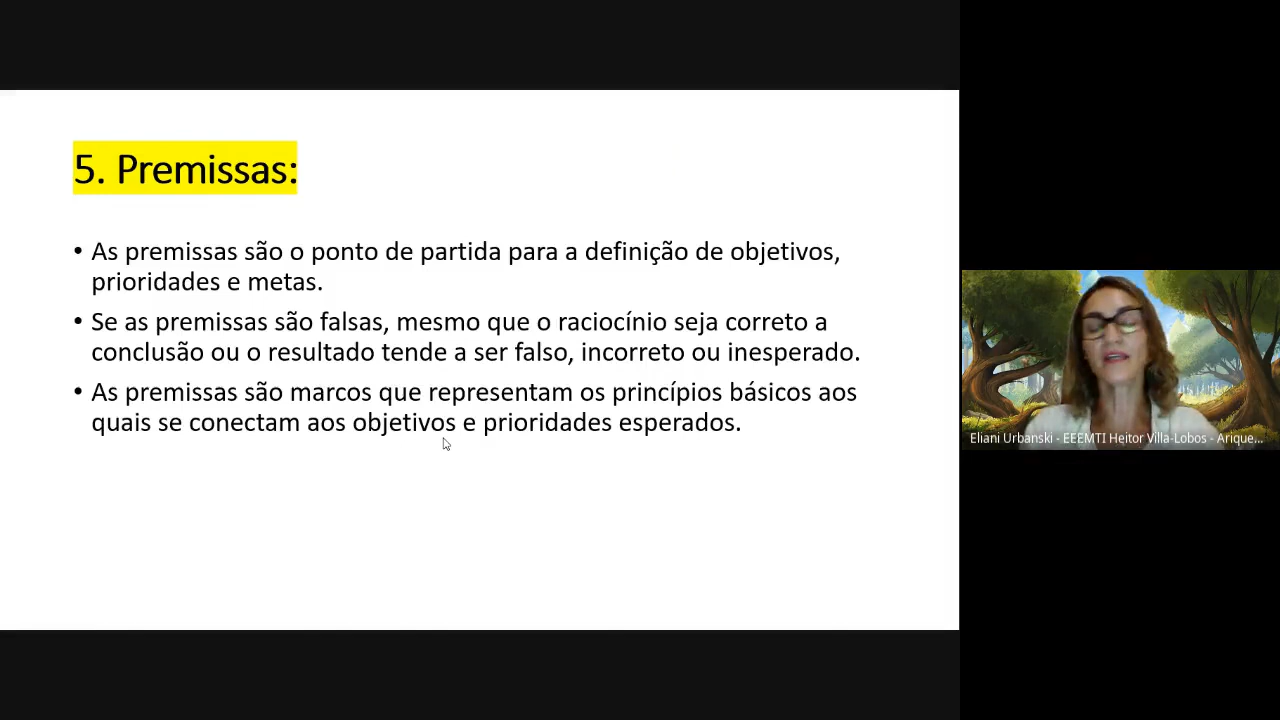 5. Premissas:
• As premissas são o ponto de partida para a definição de objetivos,
prioridades e metas.
• Se as premissas são falsas, mesmo que o raciocínio seja correto a
conclusão ou o resultado tende a ser falso, incorreto ou inesperado.
• As premissas são marcos que representam os princípios básicos aos
quais se conectam aos objetivos e prioridades esperados.
Eliani Urbanski - EEEMTI Heitor Villa-Lobos - Arique...